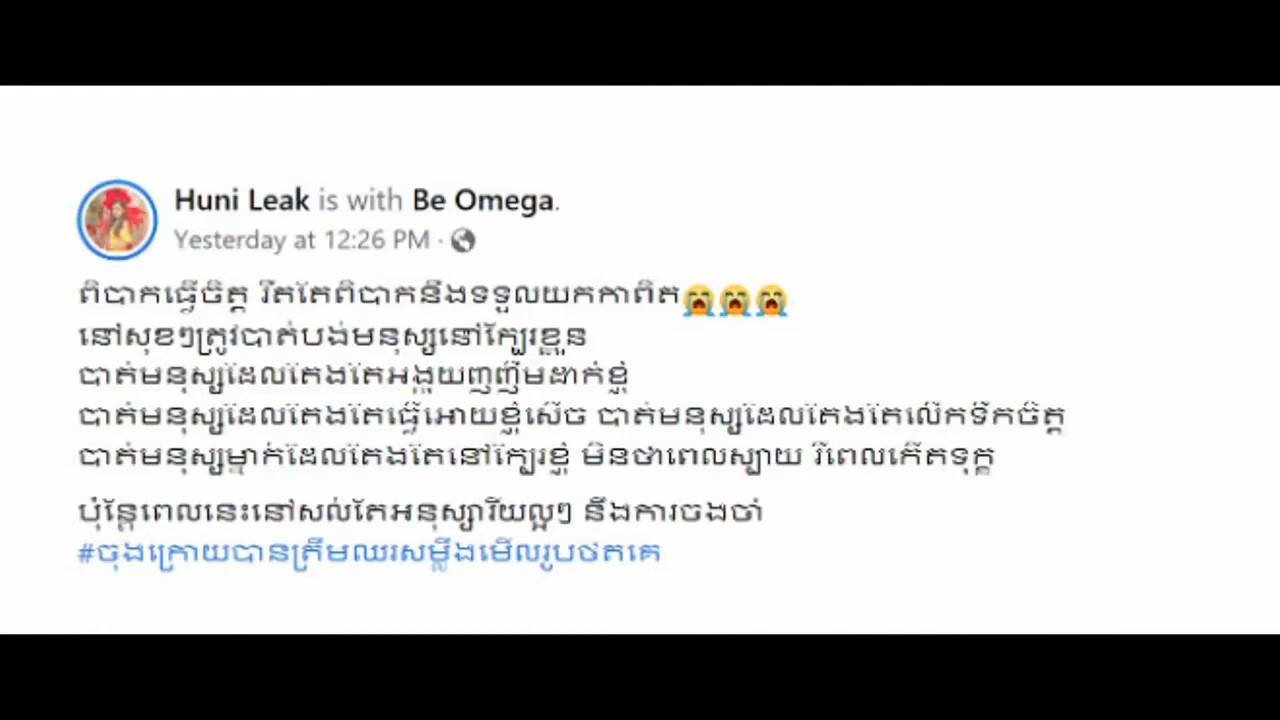 Huni Leak is with Be Omega.
Yesterday at 12:26 PM ·
ពិបាកធ្វើចិត្ត រឹតតែពិបាកនឹងទទួលយកកាពិត😭😭😭
នៅសុខៗត្រូវបាត់បង់មនុស្សនៅក្បែរខ្លួន
បាត់មនុស្សដែលតែងតែអង្គុយញញឹមដាក់ខ្ញុំ
បាត់មនុស្សដែលតែងតែធ្វើអោយខ្ញុំសើច បាត់មនុស្សដែលតែងតែលើកទឹកចិត្ត
បាត់មនុស្សម្នាក់ដែលតែងតែនៅក្បែរខ្ញុំ មិនថាពេលស្បាយ រឺពេលកើតទុក្ខ
ប៉ុន្តែពេលនេះនៅសល់តែអនុស្សារីយល្អៗ នឹងការចងចាំ
#ចុងក្រោយបានត្រឹមឈរសម្លឹងមើលរូបថតគេ